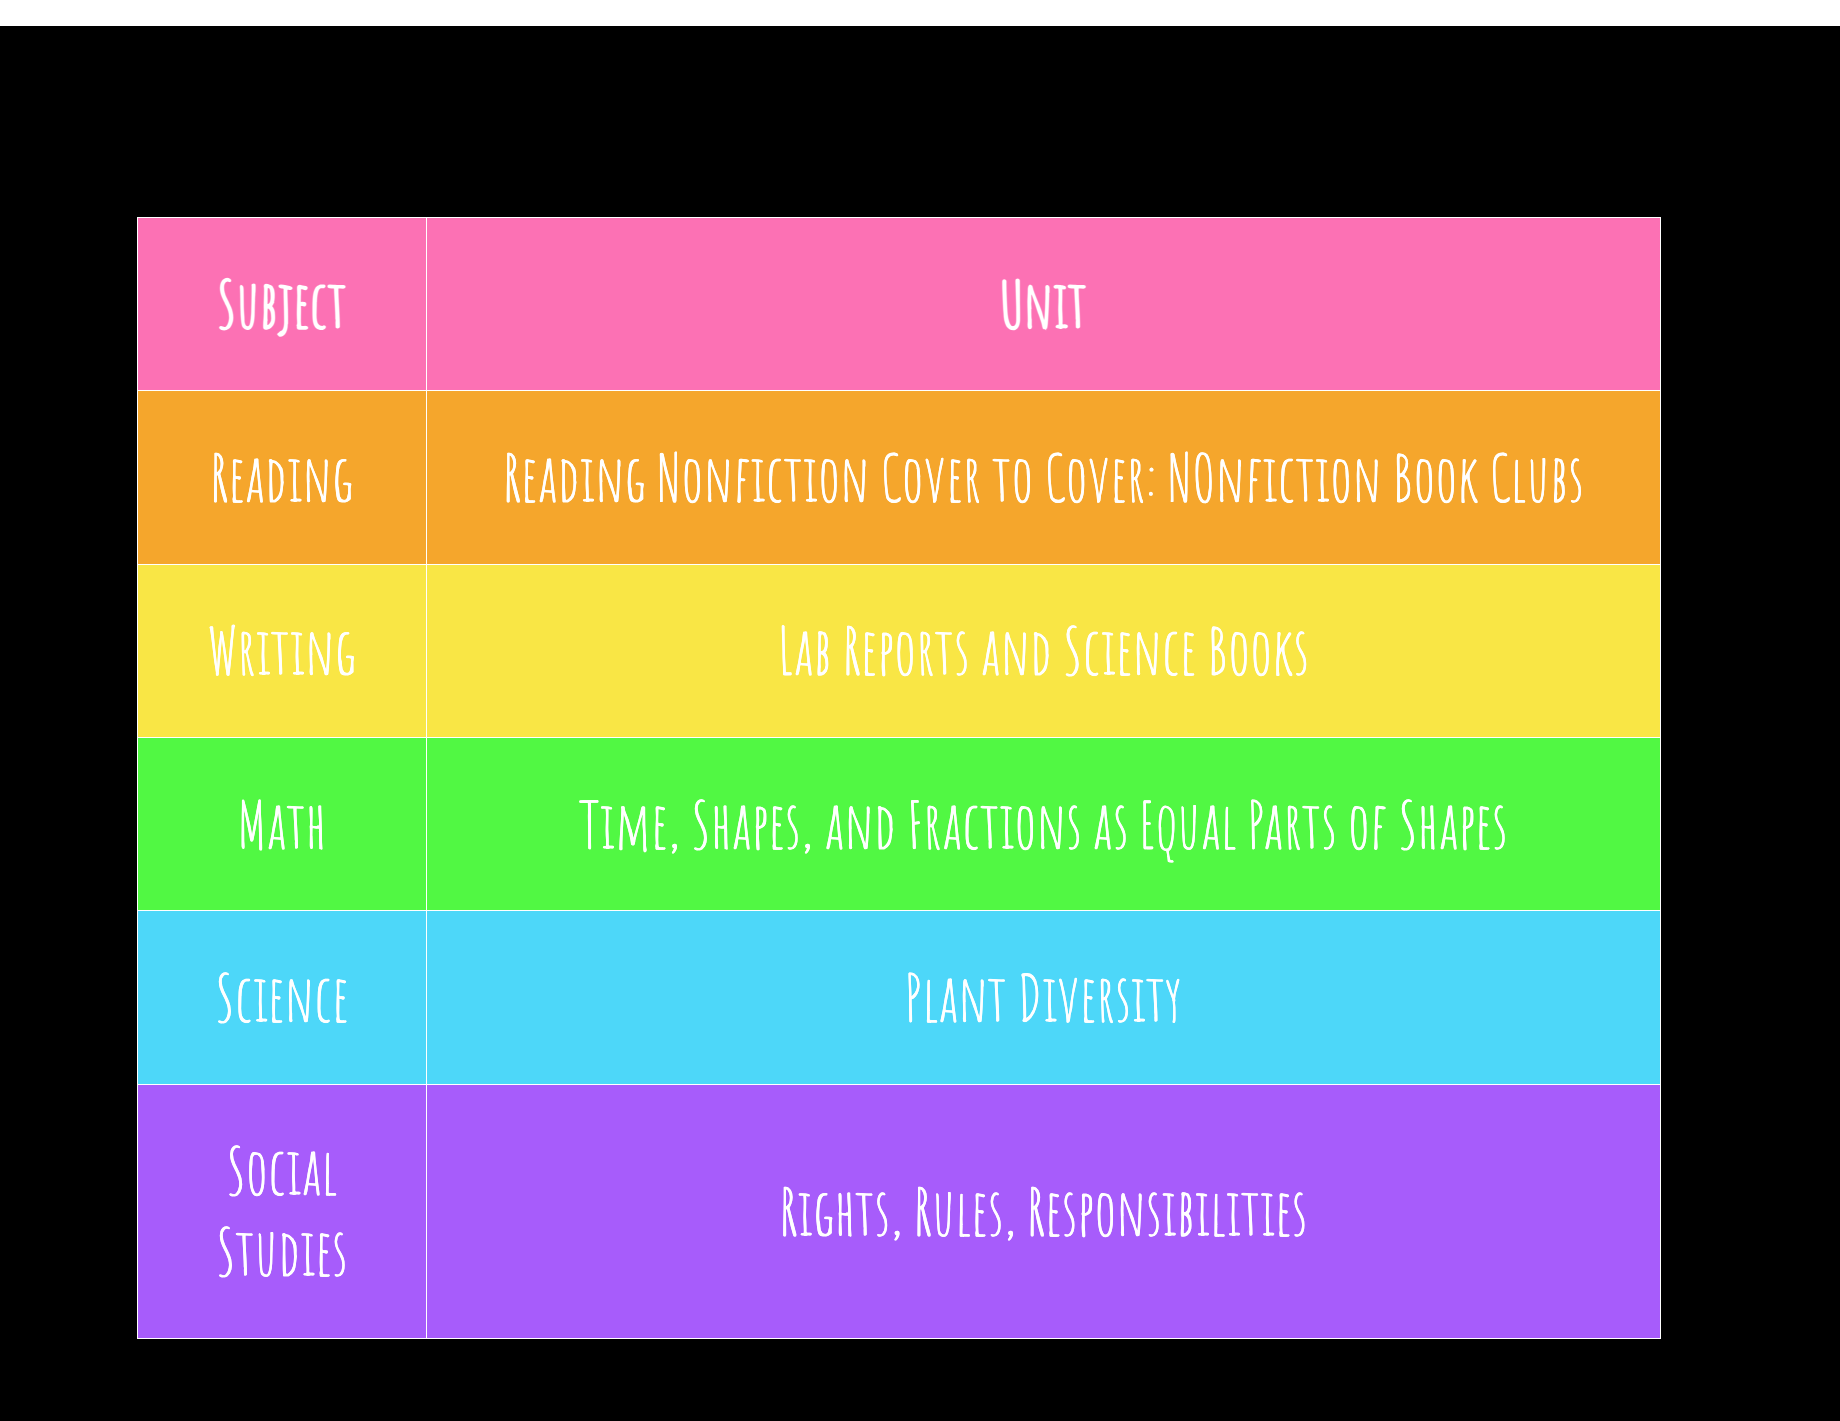 Subject Unit
Reading Reading Nonfiction Cover to Cover: NOnfiction Book Clubs
Writing Lab Reports and Science Books
Math Time, Shapes, and Fractions as Equal Parts of Shapes
Science Plant Diversity
Social
Studies
Rights, Rules, Responsibilities